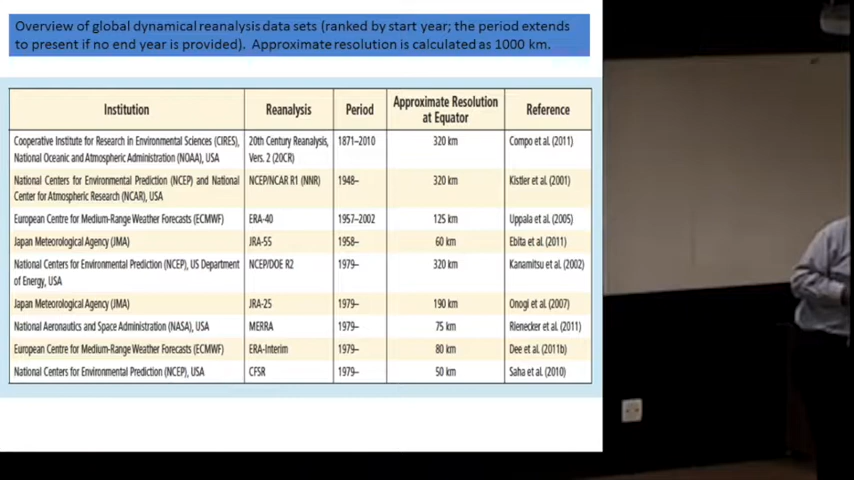 Overview of global dynamical reanalysis data sets (ranked by start year; the period extends
to present if no end year is provided). Approximate resolution is calculated as 1000 km.
Institution Reanalysis Period Approximate Resolution at Equator Reference
Cooperative Institute for Research in Environmental Sciences (CIRES), 20th Century Reanalysis, 1871–2010 320 km Compo et al. (2011)
National Oceanic and Atmospheric Administration (NOAA), USA Vers. 2 (20CR)
National Centers for Environmental Prediction (NCEP) and National NCEP/NCAR R1 (NNR) 1948– 320 km Kistler et al. (2001)
Center for Atmospheric Research (NCAR), USA
European Centre for Medium-Range Weather Forecasts (ECMWF) ERA-40 1957–2002 125 km Uppala et al. (2005)
Japan Meteorological Agency (JMA) JRA-55 1958– 60 km Ebita et al. (2011)
National Centers for Environmental Prediction (NCEP), US Department NCEP/DOE R2 1979– 320 km Kanamitsu et al. (2002)
of Energy, USA
Japan Meteorological Agency (JMA) JRA-25 1979– 190 km Onogi et al. (2007)
National Aeronautics and Space Administration (NASA), USA MERRA 1979– 75 km Rienecker et al. (2011)
European Centre for Medium-Range Weather Forecasts (ECMWF) ERA-Interim 1979– 80 km Dee et al. (2011b)
National Centers for Environmental Prediction (NCEP), USA CFSR 1979– 50 km Saha et al. (2010)